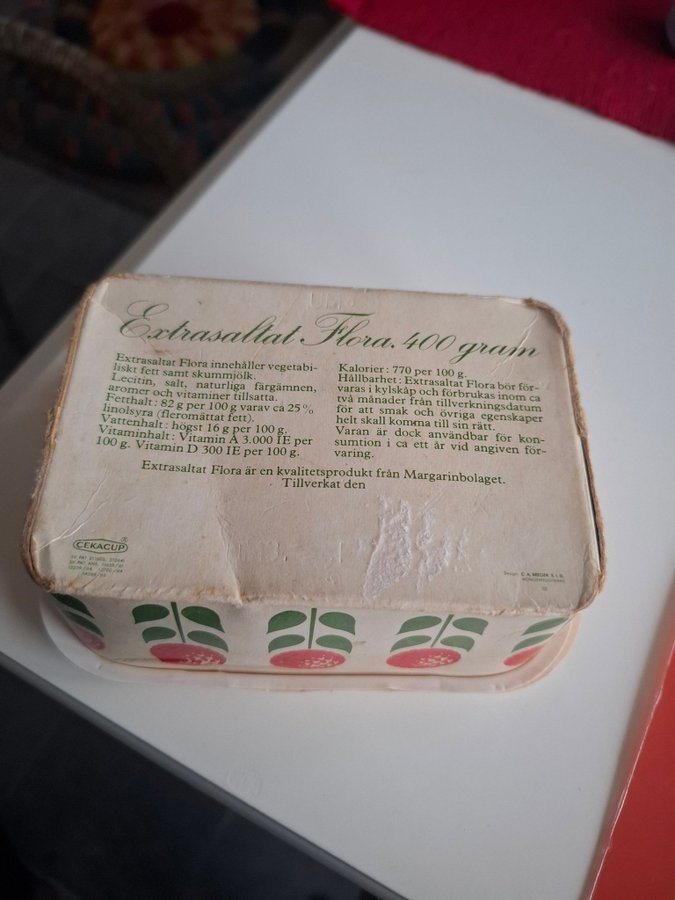 Extrasaltat Flora. 400 gram
Extrasaltat Flora innehåller vegetabi-
liskt fett samt skummjölk.
Lecitin, salt, naturliga färgämnen,
aromer och vitaminer tillsatta.
Fetthalt: 82 g per 100 g varav ca 25%
linolsyra (fleromättat fett).
Vattenhalt: högst 16 g per 100 g.
Vitaminhalt: Vitamin A 3.000 IE per
100 g. Vitamin D 300 IE per 100 g.
Kalorier: 770 per 100 g.
Hållbarhet: Extrasaltat Flora bör för-
varas i kylskåp och förbrukas inom ca
två månader från tillverkningsdatum
för att smak och övriga egenskaper
helt skall komma till sin rätt.
Varan är dock användbar för kon-
sumtion i ca ett år vid angiven för-
varing.
Extrasaltat Flora är en kvalitetsprodukt från Margarinbolaget.
Tillverkat den
CEKACUP®
Design: C. A. BREGER S.I.D.